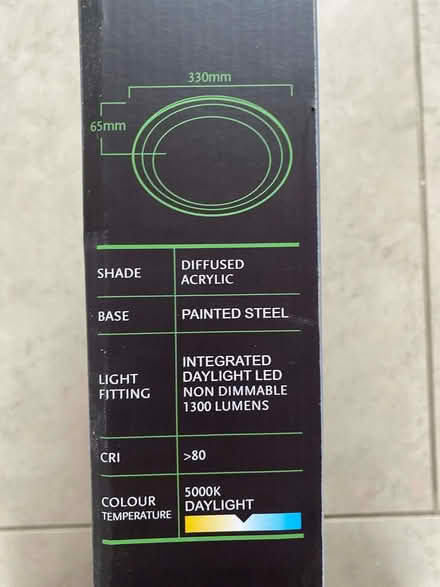 330mm
65mm
SHADE
DIFFUSED
ACRYLIC
BASE
PAINTED STEEL
LIGHT
FITTING
INTEGRATED
DAYLIGHT LED
NON DIMMABLE
1300 LUMENS
CRI
>80
COLOUR
TEMPERATURE
5000K
DAYLIGHT